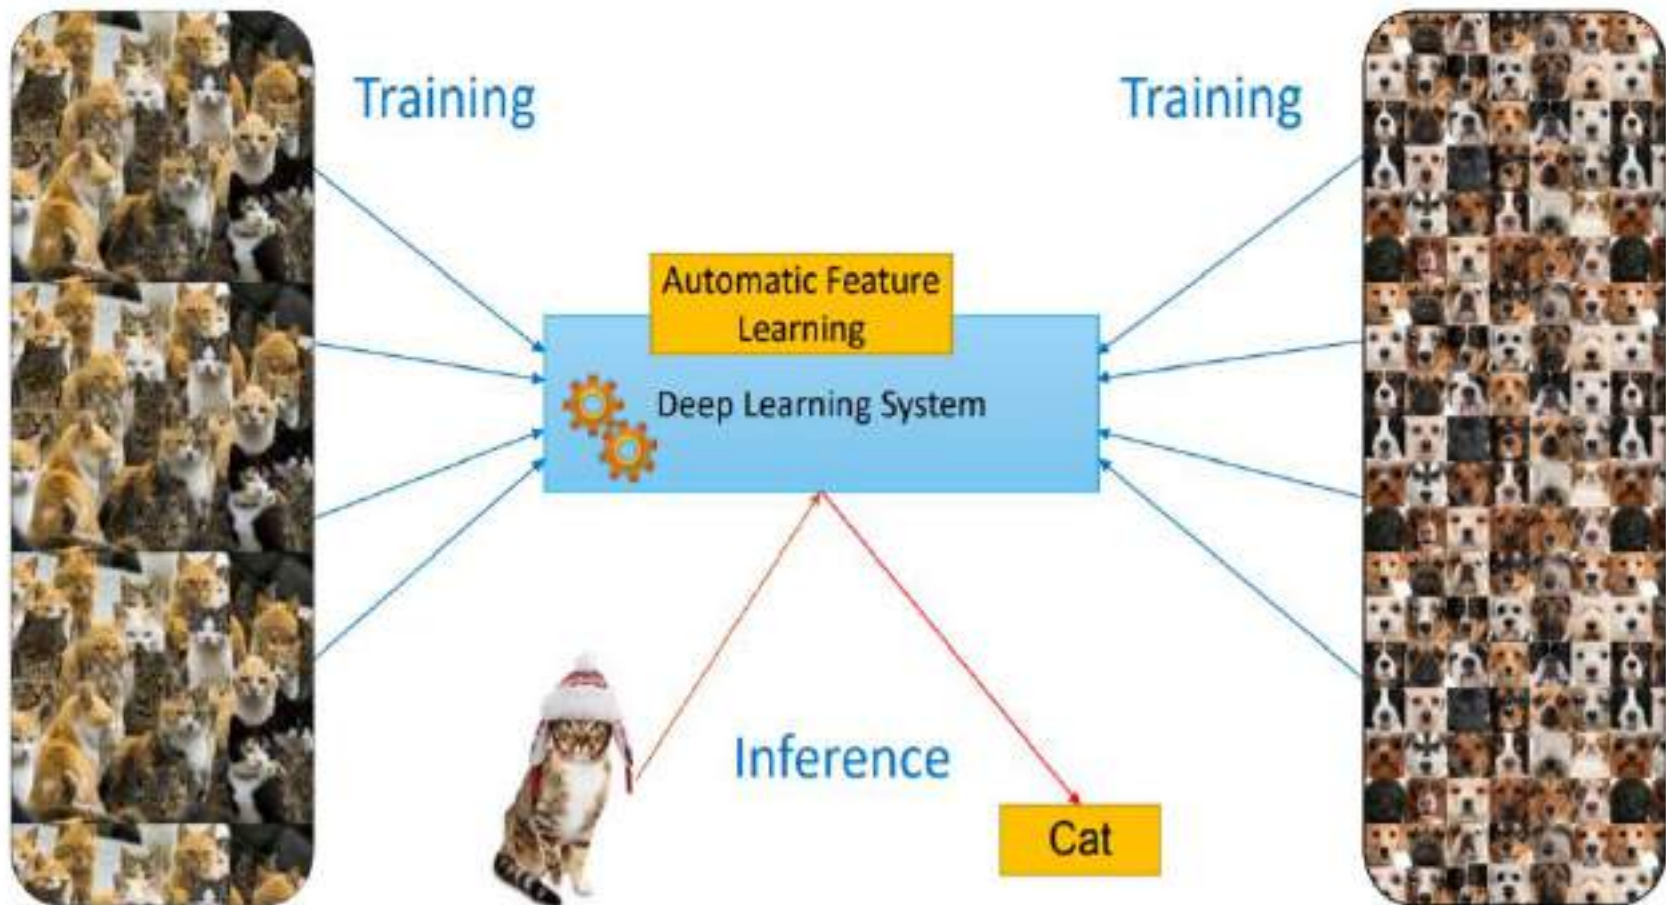 Training
Training
Automatic Feature
Learning
Deep Learning System
Inference
Cat